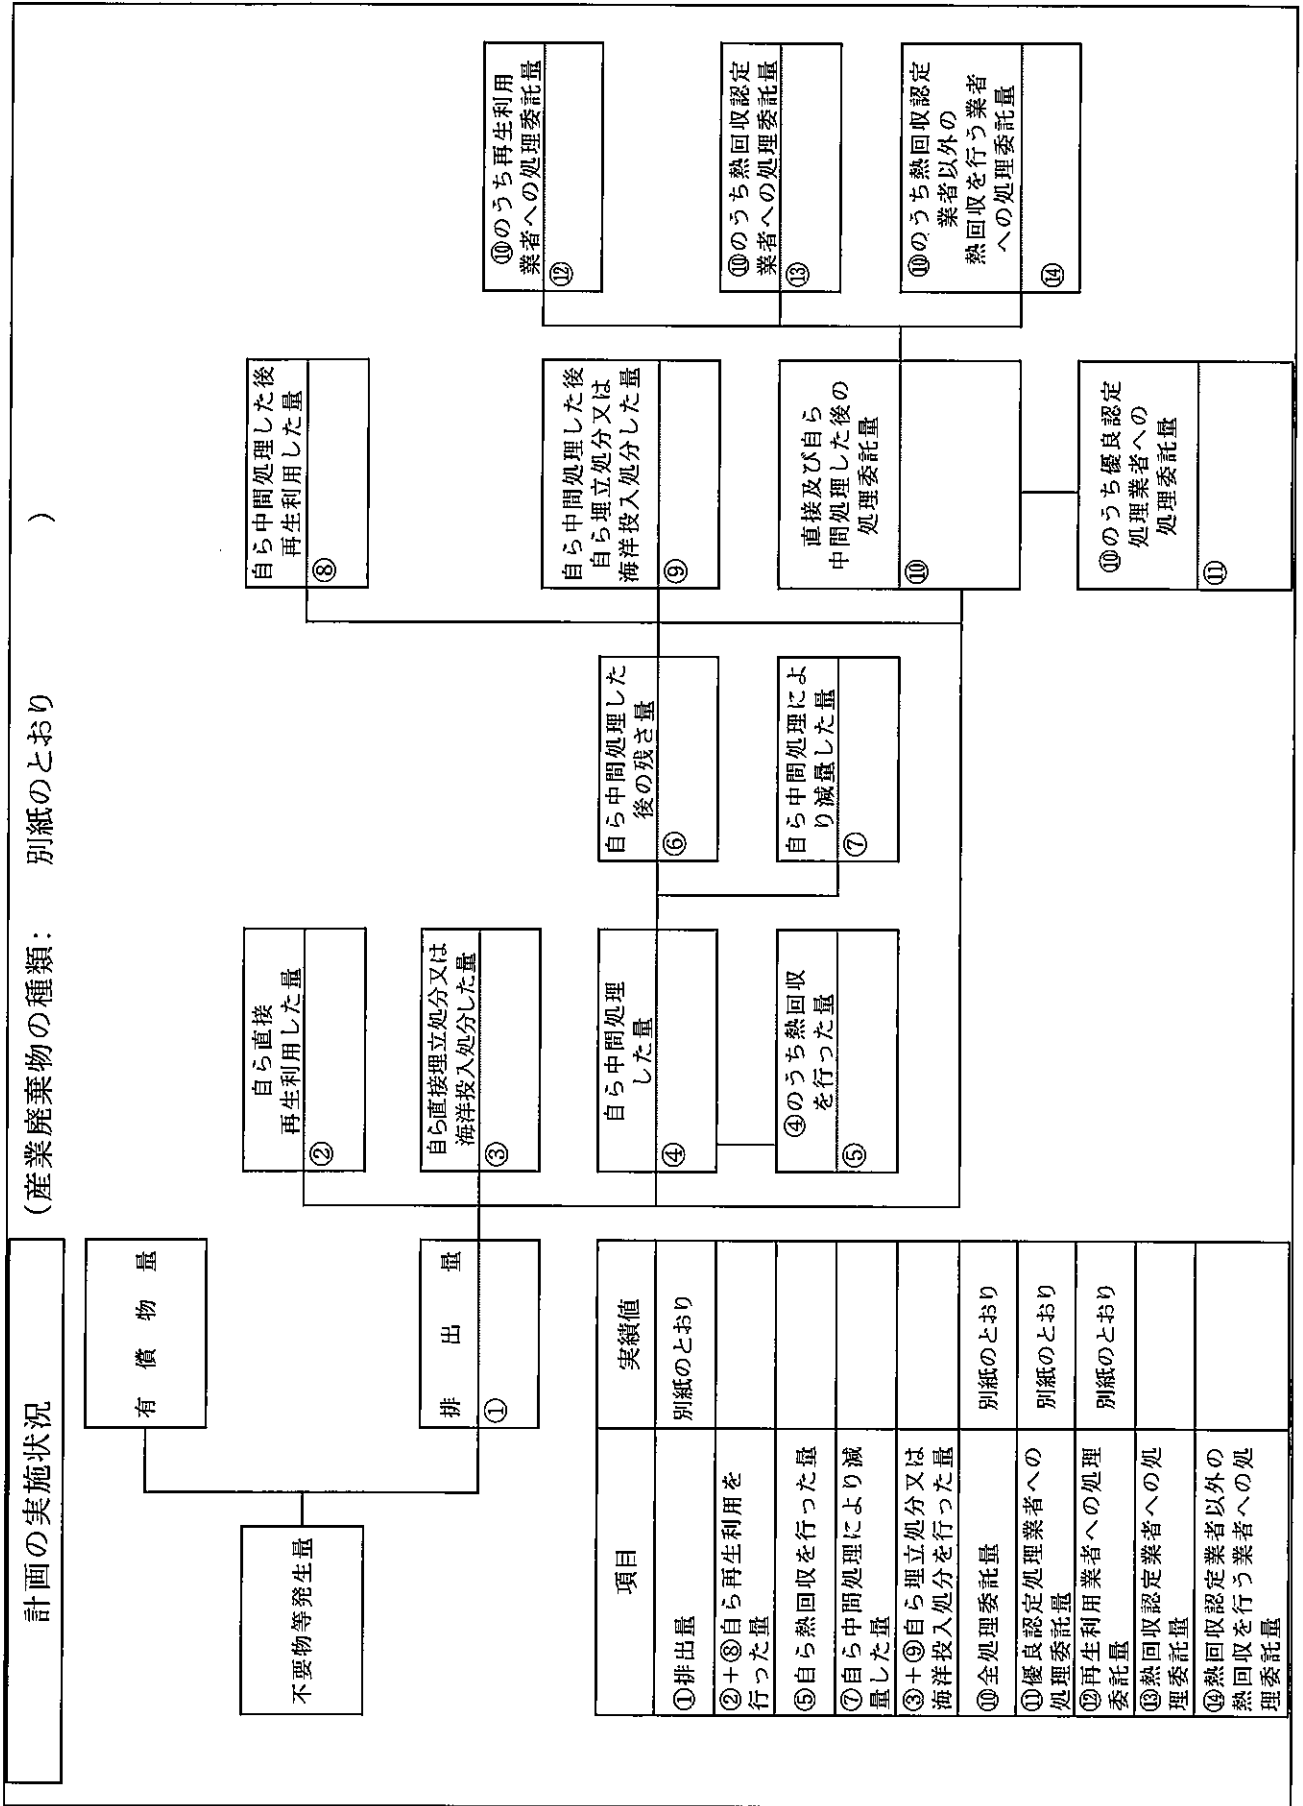 計画の実施状況
(産業廃棄物の種類： 別紙のとおり )
不要物等発生量
有償物量
排出量
①
自ら直接
再生利用した量
②
自ら直接埋立処分又は
海洋投入処分した量
③
自ら中間処理
した量
④
④のうち熱回収
を行った量
⑤
自ら中間処理した
後の残さ量
⑥
自ら中間処理によ
り減量した量
⑦
自ら中間処理した後
再生利用した量
⑧
自ら中間処理した後
自ら埋立処分又は
海洋投入処分した量
⑨
直接及び自ら
中間処理した後の
処理委託量
⑩
⑩のうち優良認定
処理業者への
処理委託量
⑪
⑩のうち再生利用
業者への処理委託量
⑫
⑩のうち熱回収認定
業者への処理委託量
⑬
⑩のうち熱回収認定
業者以外の
熱回収を行う業者
への処理委託量
⑭
項目 実績値
①排出量 別紙のとおり
②+⑧自ら再生利用を
行った量
⑤自ら熱回収を行った量
⑦自ら中間処理により減
量した量
③+⑨自ら埋立処分又は
海洋投入処分を行った量
⑩全処理委託量 別紙のとおり
⑪優良認定処理業者への
処理委託量 別紙のとおり
⑫再生利用業者への処理
委託量 別紙のとおり
⑬熱回収認定業者への処
理委託量
⑭熱回収認定業者以外の
熱回収を行う業者への処
理委託量